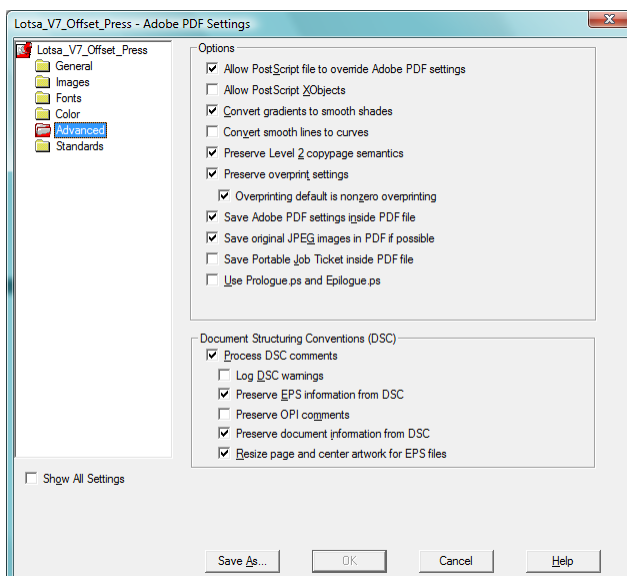 Lotsa_V7_Offset_Press - Adobe PDF Settings
Lotsa_V7_Offset_Press
General
Images
Fonts
Color
Advanced
Standards
Show All Settings
Options
Allow PostScript file to override Adobe PDF settings
Allow PostScript XObjects
Convert gradients to smooth shades
Convert smooth lines to curves
Preserve Level 2 copypage semantics
Preserve overprint settings
Overprinting default is nonzero overprinting
Save Adobe PDF settings inside PDF file
Save original JPEG images in PDF if possible
Save Portable Job Ticket inside PDF file
Use Prologue.ps and Epilogue.ps
Document Structuring Conventions (DSC)
Process DSC comments
Log DSC warnings
Preserve EPS information from DSC
Preserve OPI comments
Preserve document information from DSC
Resize page and center artwork for EPS files
Save As...
OK
Cancel
Help